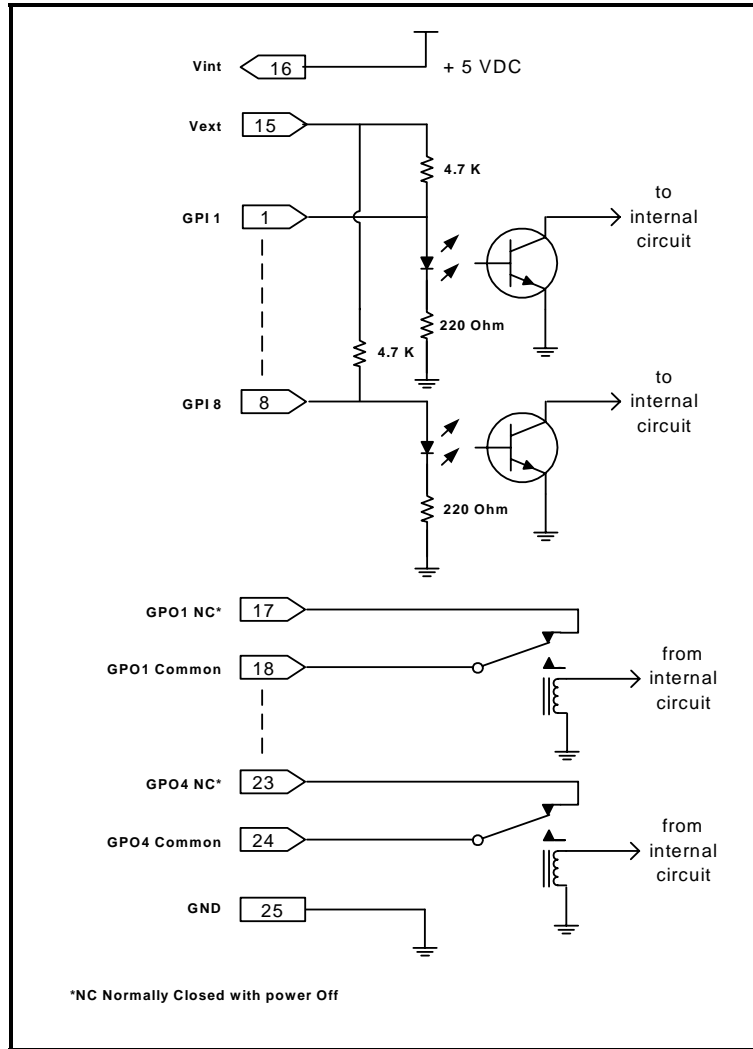 Vint 16 + 5 VDC
Vext 15
4.7 K
to
internal
circuit
GPI 1 1
220 Ohm
4.7 K
to
internal
circuit
GPI 8 8
220 Ohm
GPO1 NC* 17
GPO1 Common 18
from
internal
circuit
GPO4 NC* 23
GPO4 Common 24
from
internal
circuit
GND 25
*NC Normally Closed with power Off